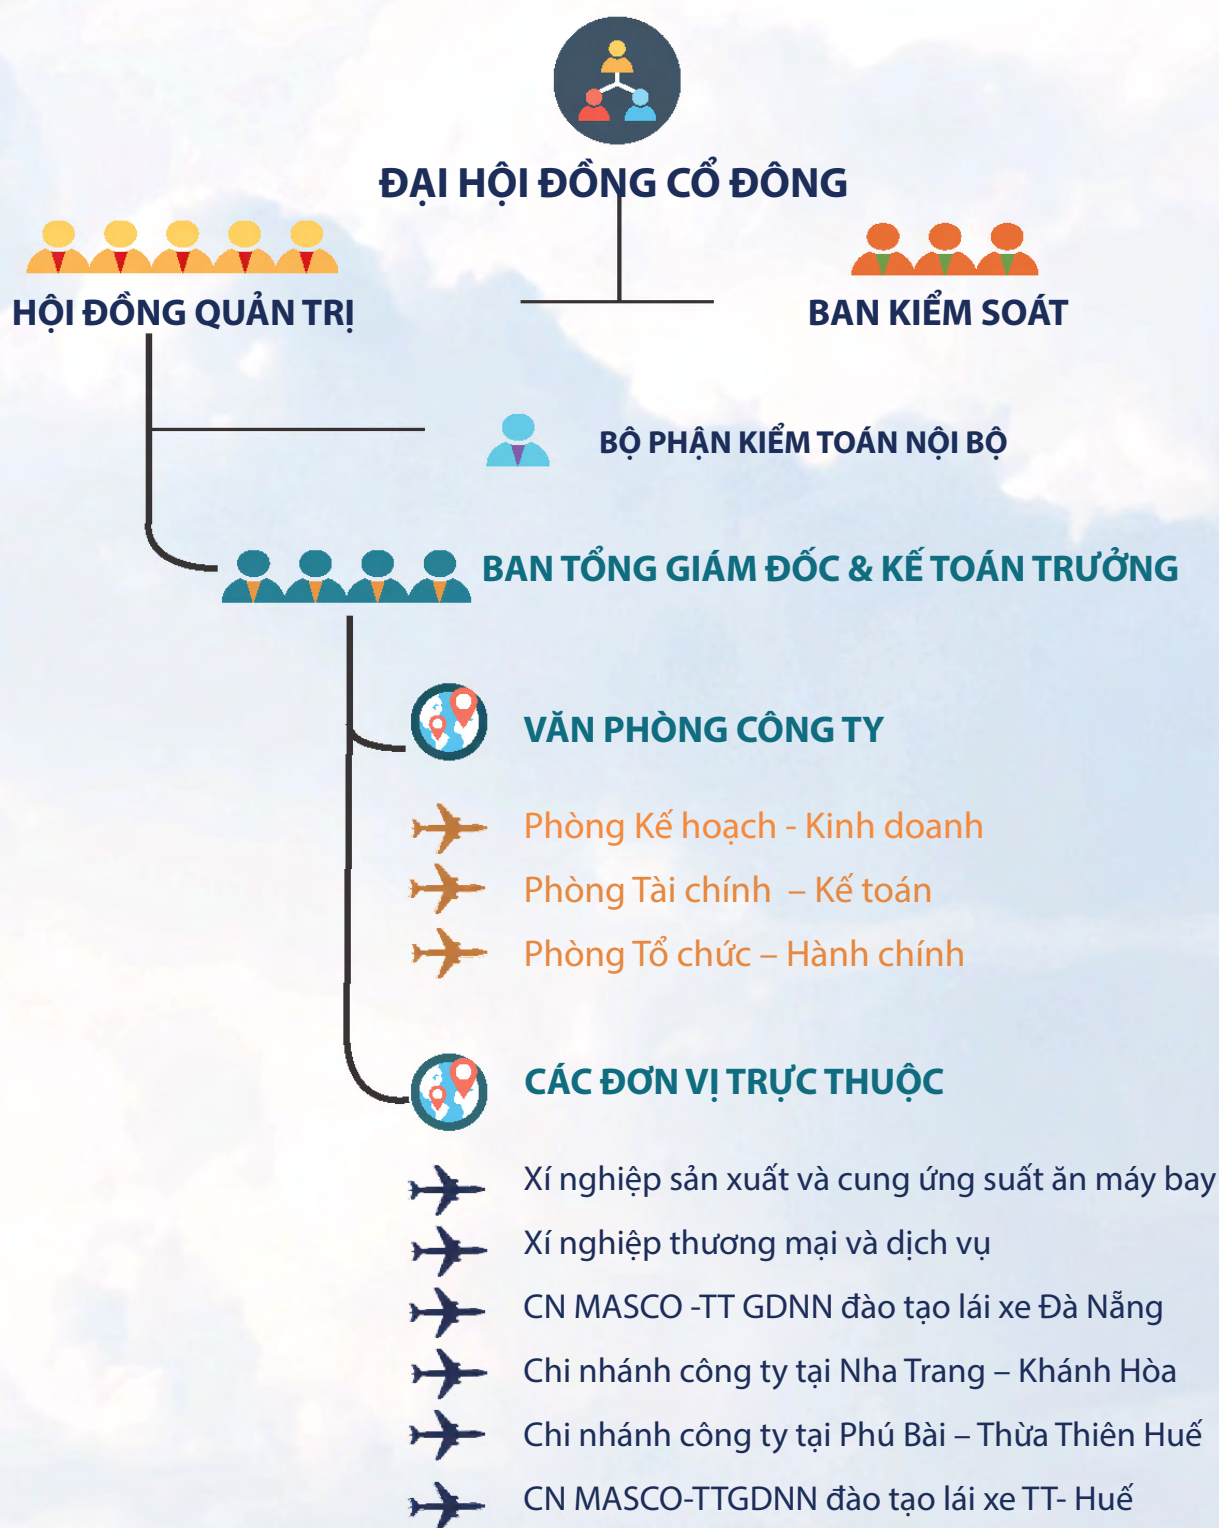 ĐẠI HỘI ĐỒNG CỔ ĐÔNG
HỘI ĐỒNG QUẢN TRỊ
BAN KIỂM SOÁT
BỘ PHẬN KIỂM TOÁN NỘI BỘ
BAN TỔNG GIÁM ĐỐC & KẾ TOÁN TRƯỞNG
VĂN PHÒNG CÔNG TY
Phòng Kế hoạch - Kinh doanh
Phòng Tài chính – Kế toán
Phòng Tổ chức – Hành chính
CÁC ĐƠN VỊ TRỰC THUỘC
Xí nghiệp sản xuất và cung ứng suất ăn máy bay
Xí nghiệp thương mại và dịch vụ
CN MASCO -TT GDNN đào tạo lái xe Đà Nẵng
Chi nhánh công ty tại Nha Trang – Khánh Hòa
Chi nhánh công ty tại Phú Bài – Thừa Thiên Huế
CN MASCO-TTGDNN đào tạo lái xe TT- Huế